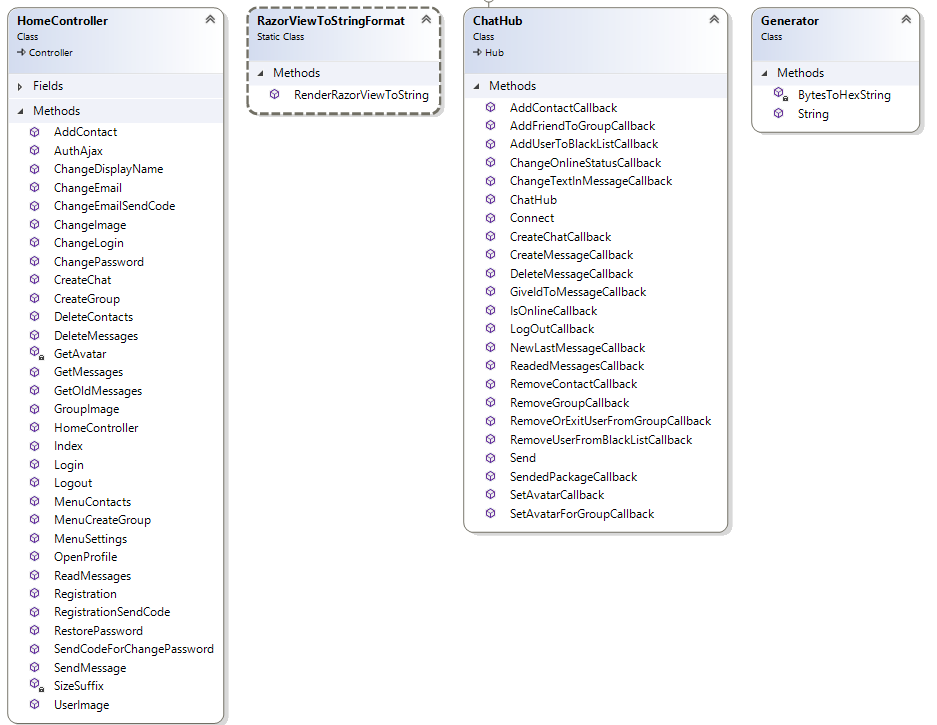 HomeController
Class
Controller
Fields
Methods
AddContact
AuthAjax
ChangeDisplayName
ChangeEmail
ChangeEmailSendCode
ChangeImage
ChangeLogin
ChangePassword
CreateChat
CreateGroup
DeleteContacts
DeleteMessages
GetAvatar
GetMessages
GetOldMessages
GroupImage
HomeController
Index
Login
Logout
MenuContacts
MenuCreateGroup
MenuSettings
OpenProfile
ReadMessages
Registration
RegistrationSendCode
RestorePassword
SendCodeForChangePassword
SendMessage
SizeSuffix
UserImage
RazorViewToStringFormat
Static Class
Methods
RenderRazorViewToString
ChatHub
Class
Hub
Methods
AddContactCallback
AddFriendToGroupCallback
AddUserToBlackListCallback
ChangeOnlineStatusCallback
ChangeTextInMessageCallback
ChatHub
Connect
CreateChatCallback
CreateMessageCallback
DeleteMessageCallback
GiveIdToMessageCallback
IsOnlineCallback
LogOutCallback
NewLastMessageCallback
ReadedMessagesCallback
RemoveContactCallback
RemoveGroupCallback
RemoveOrExitUserFromGroupCallback
RemoveUserFromBlackListCallback
Send
SendedPackageCallback
SetAvatarCallback
SetAvatarForGroupCallback
Generator
Class
Methods
BytesToHexString
String